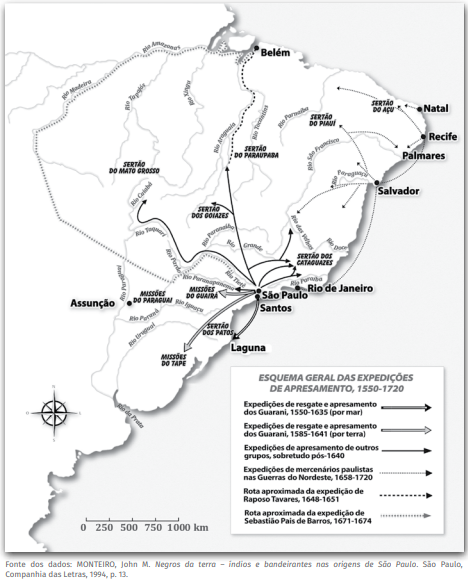 Rio Amazonas
Belém
Rio Madeira
Rio Tapajós
Rio Xingu
Rio Araguaia
Rio Tocantins
Rio Parnaíba
SERTÃO
DO AÇU
Natal
SERTÃO
DO PIAUÍ
Recife
SERTÃO
DO PARAUPABA
Rio São Francisco
Palmares
SERTÃO
DO MATO GROSSO
Rio Paraguaçu
Salvador
Rio Cuiabá
SERTÃO
DOS GOIAZES
Rio das Velhas
Rio Taquari
Rio Paranaíba
Rio Grande
Rio Doce
SERTÃO DOS
CATAGUAZES
Rio Pardo
Rio Tietê
Rio Paraíba
Rio Paraguai
Rio Paranapanema
MISSÕES
DO PARAGUAI
MISSÕES
DO GUAIRÁ
São Paulo
Rio de Janeiro
Santos
Assunção
Rio Iguaçu
Rio Paraná
SERTÃO
DOS PATOS
Rio Uruguai
Laguna
MISSÕES
DO TAPE
Rio da Prata
0 200 400 600 800 1000 km
ESQUEMA GERAL DAS EXPEDIÇÕES
DE APRESAMENTO, 1550-1720
Expedições de resgate e apresamento
dos Guarani, 1550-1635 (por mar)
Expedições de resgate e apresamento
dos Guarani, 1585-1641 (por terra)
Expedições de apresamento de outros
grupos, sobretudo pós-1640
Expedições de mercenários paulistas
nas Guerras do Nordeste, 1658-1720
Rota aproximada da expedição de
Raposo Tavares, 1648-1651
Rota aproximada da expedição de
Sebastião Pais de Barros, 1671-1674
Fonte dos dados: MONTEIRO, John M. Negros da terra – índios e bandeirantes nas origens de São Paulo. São Paulo,
Companhia das Letras, 1994, p. 13.